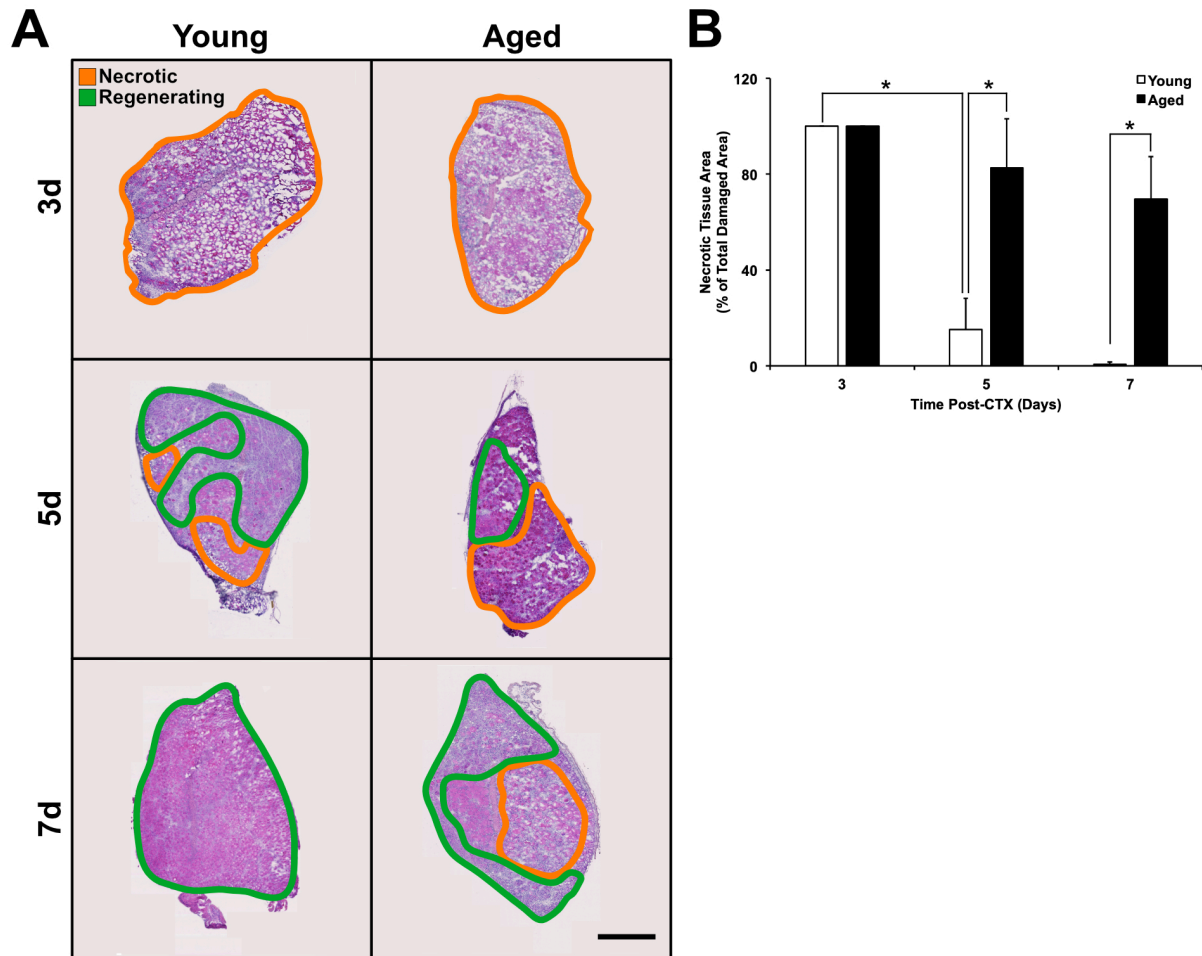 A
Young
Aged
Necrotic
Regenerating
3d
5d
7d
B
120
80
40
0
Necrotic Tissue Area
(% of Total Damaged Area)
*
*
*
Young
Aged
3
5
7
Time Post-CTX (Days)